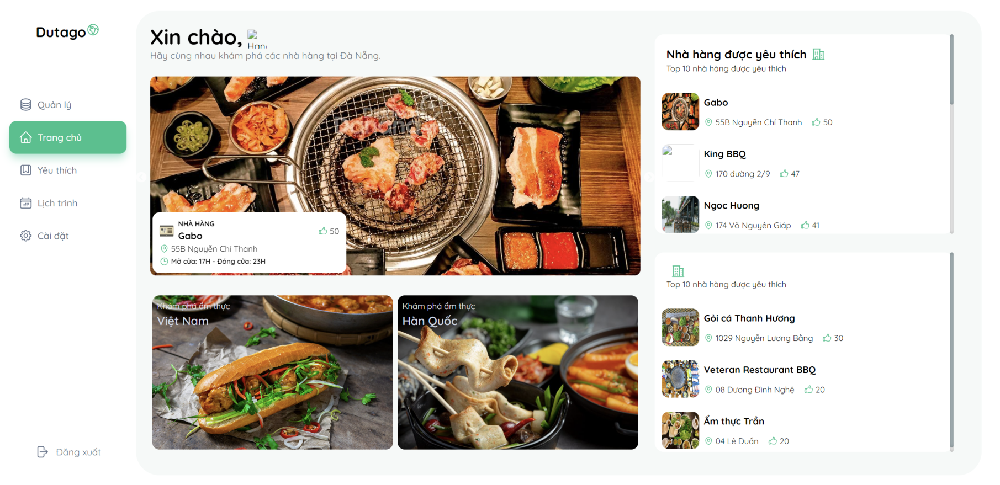 Dutago
Quản lý
Trang chủ
Yêu thích
Lịch trình
Cài đặt
Đăng xuất
Xin chào,
Hãy cùng nhau khám phá các nhà hàng tại Đà Nẵng.
NHÀ HÀNG
Gabo
50
55B Nguyễn Chí Thanh
Mở cửa: 17H - Đóng cửa: 23H
Khám phá ẩm thực
Việt Nam
Khám phá ẩm thực
Hàn Quốc
Nhà hàng được yêu thích
Top 10 nhà hàng được yêu thích
Gabo
55B Nguyễn Chí Thanh 50
King BBQ
170 đường 2/9 47
Ngoc Huong
174 Võ Nguyên Giáp 41
Top 10 nhà hàng được yêu thích
Gỏi cá Thanh Hương
1029 Nguyễn Lương Bằng 30
Veteran Restaurant BBQ
08 Dương Đình Nghệ 20
Ẩm thực Trần
04 Lê Duẩn 20